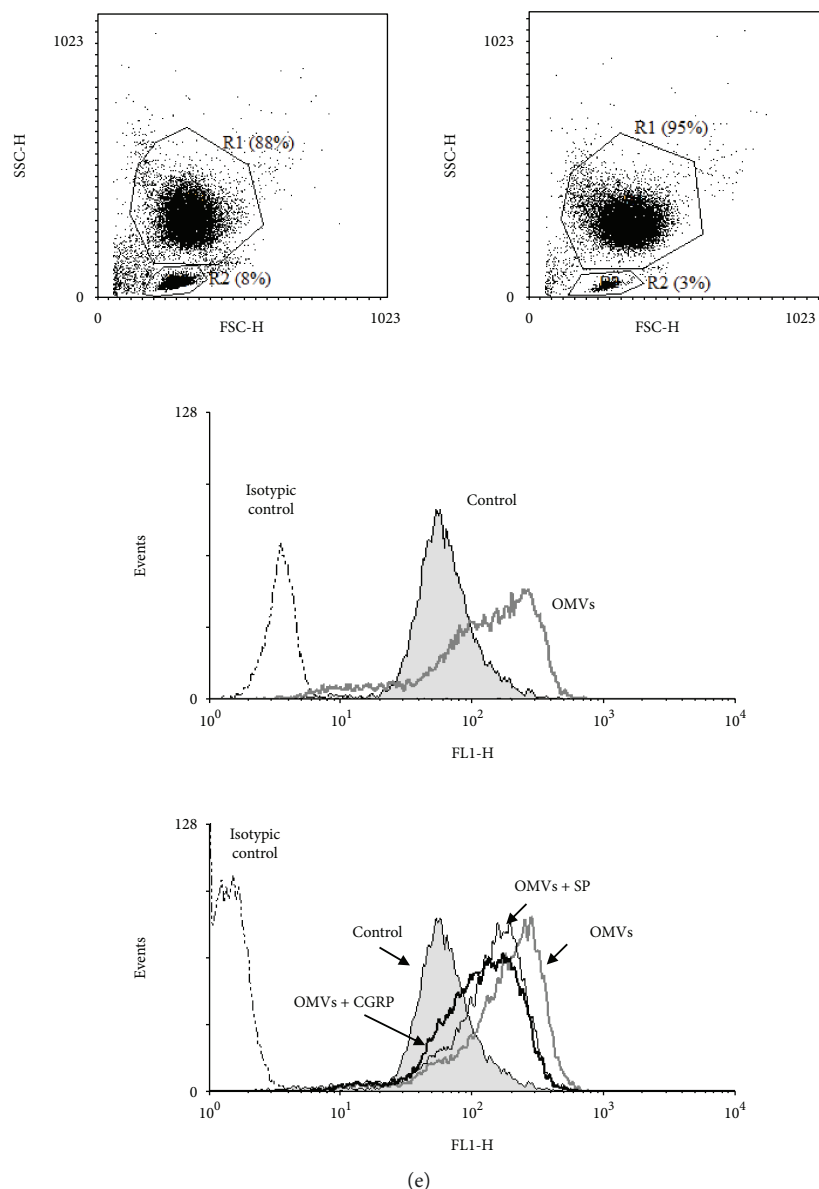 1023
SSC-H
R1 (88%)
R2 (8%)
0
0
FSC-H
1023
1023
SSC-H
R1 (95%)
R2
R2 (3%)
0
0
FSC-H
1023
128
Events
Isotypic
control
Control
OMVs
0
10^0
10^1
10^2
10^3
10^4
FL1-H
128
Events
Isotypic
control
Control
OMVs + CGRP
OMVs + SP
OMVs
0
10^0
10^1
10^2
10^3
10^4
FL1-H
(e)